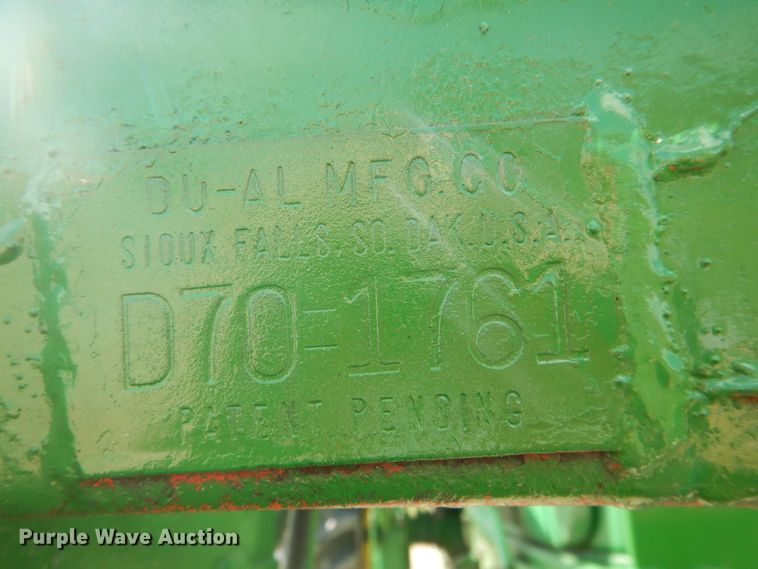 DU-AL MFG.CO
SIOUX FALLS, SO. DAK. U.S.A.
D70-1761
PATENT PENDING
Purple Wave Auction